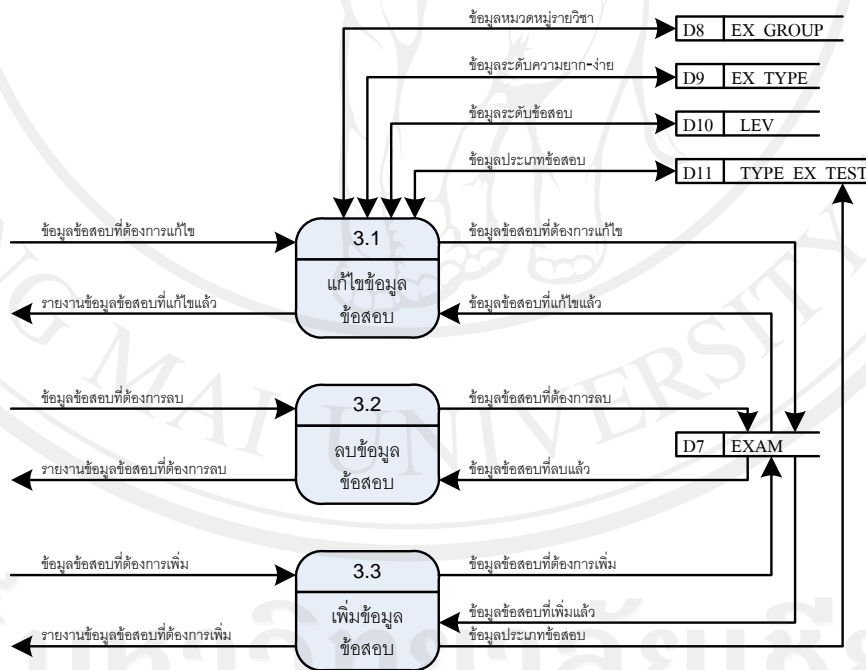 ข้อมูลหมวดหมู่รายวิชา
D8 EX_GROUP
ข้อมูลระดับความยาก-ง่าย
D9 EX_TYPE
ข้อมูลระดับข้อสอบ
D10 LEV
ข้อมูลประเภทข้อสอบ
D11 TYPE_EX_TEST
ข้อมูลข้อสอบที่ต้องการแก้ไข
3.1
ข้อมูลข้อสอบที่ต้องการแก้ไข
แก้ไขข้อมูล
ข้อสอบ
รายงานข้อมูลข้อสอบที่แก้ไขแล้ว
ข้อมูลข้อสอบที่แก้ไขแล้ว
ข้อมูลข้อสอบที่ต้องการลบ
3.2
ข้อมูลข้อสอบที่ต้องการลบ
D7 EXAM
ลบข้อมูล
ข้อสอบ
รายงานข้อมูลข้อสอบที่ต้องการลบ
ข้อมูลข้อสอบที่ลบแล้ว
ข้อมูลข้อสอบที่ต้องการเพิ่ม
3.3
ข้อมูลข้อสอบที่ต้องการเพิ่ม
เพิ่มข้อมูล
ข้อสอบ
ข้อมูลข้อสอบที่เพิ่มแล้ว
รายงานข้อมูลข้อสอบที่ต้องการเพิ่ม
ข้อมูลประเภทข้อสอบ
MAI UNIVERSITY